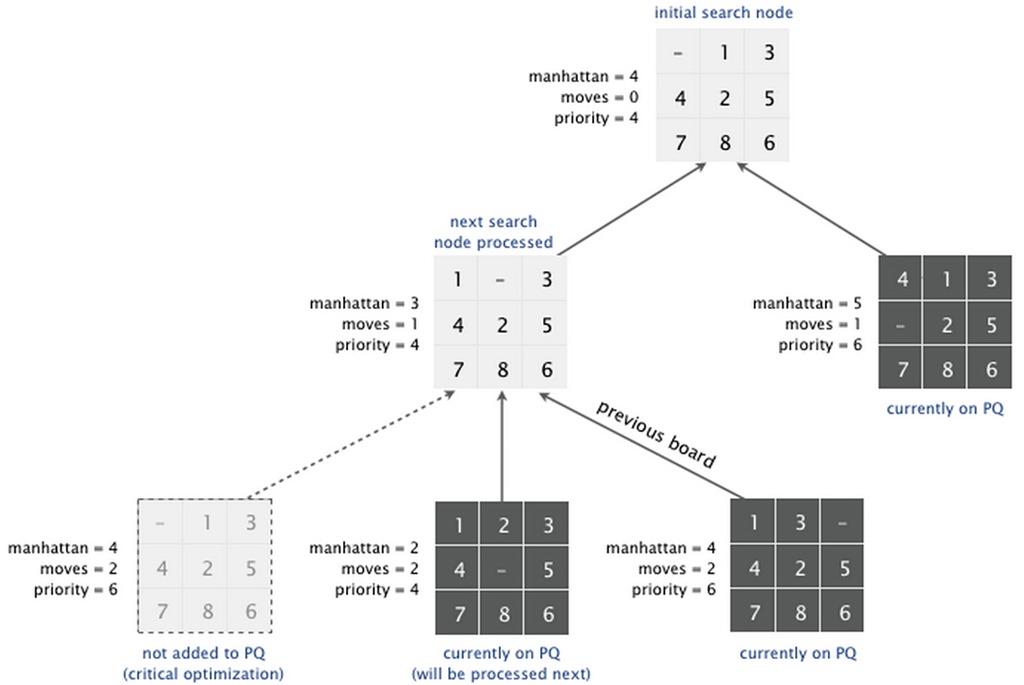 initial search node
- 1 3
manhattan = 4
moves = 0
priority = 4
4 2 5
7 8 6
next search
node processed
1 - 3
manhattan = 3
moves = 1
priority = 4
4 2 5
7 8 6
4 1 3
manhattan = 5
moves = 1
priority = 6
- 2 5
7 8 6
currently on PQ
previous board
- 1 3
manhattan = 4
moves = 2
priority = 6
4 2 5
7 8 6
not added to PQ
(critical optimization)
1 2 3
manhattan = 2
moves = 2
priority = 4
4 - 5
7 8 6
currently on PQ
(will be processed next)
1 3 -
manhattan = 4
moves = 2
priority = 6
4 2 5
7 8 6
currently on PQ